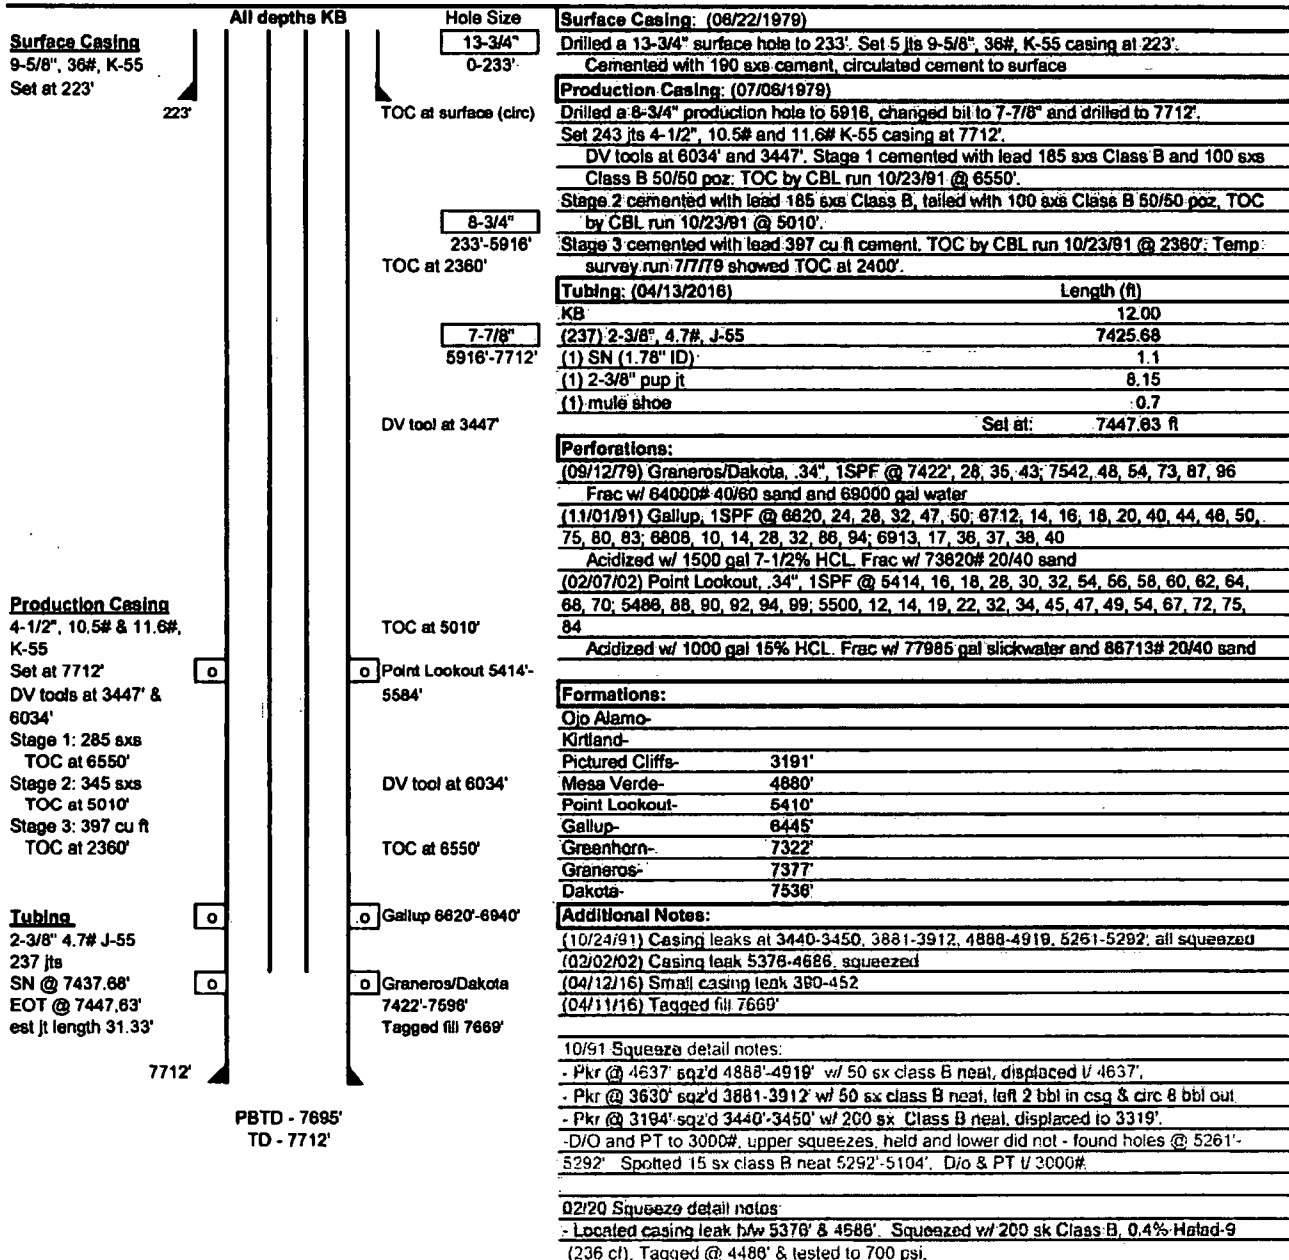 All depths KB
Surface Casing
9-5/8", 36#, K-55
Set at 223'
223'
Hole Size
13-3/4"
0-233'
TOC at surface (circ)
8-3/4"
233'-5916'
TOC at 2360'
7-7/8"
5916'-7712'
DV tool at 3447'
Production Casing
4-1/2", 10.5# & 11.6#,
K-55
Set at 7712'
DV tools at 3447' &
6034'
Stage 1: 285 sxs
TOC at 6550'
Stage 2: 345 sxs
TOC at 5010'
Stage 3: 397 cu ft
TOC at 2360'
TOC at 5010'
o
o
Point Lookout 5414'-
5584'
DV tool at 6034'
TOC at 6550'
Tubing
2-3/8" 4.7# J-55
237 jts
SN @ 7437.68'
EOT @ 7447.63'
est jt length 31.33'
o
o
Gallup 6620'-6940'
o
o
Graneros/Dakota
7422'-7596'
Tagged fill 7669'
7712'
PBTD - 7695'
TD - 7712'
Surface Casing: (06/22/1979)
Drilled a 13-3/4" surface hole to 233'. Set 5 jts 9-5/8", 36#, K-55 casing at 223'.
Cemented with 190 sxs cement, circulated cement to surface
Production Casing: (07/06/1979)
Drilled a 8-3/4" production hole to 5916, changed bit to 7-7/8" and drilled to 7712'.
Set 243 jts 4-1/2", 10.5# and 11.6# K-55 casing at 7712'.
DV tools at 6034' and 3447'. Stage 1 cemented with lead 185 sxs Class B and 100 sxs
Class B 50/50 poz. TOC by CBL run 10/23/91 @ 6550'.
Stage 2 cemented with lead 185 sxs Class B, tailed with 100 sxs Class B 50/50 poz, TOC
by CBL run 10/23/91 @ 5010'.
Stage 3 cemented with lead 397 cu ft cement. TOC by CBL run 10/23/91 @ 2360'. Temp
survey run 7/7/79 showed TOC at 2400'.
Tubing: (04/13/2016) Length (ft)
KB 12.00
(237) 2-3/8", 4.7#, J-55 7425.68
(1) SN (1.78" ID) 1.1
(1) 2-3/8" pup jt 8.15
(1) mule shoe 0.7
Set at: 7447.63 ft
Perforations:
(09/12/79) Graneros/Dakota, .34", 1SPF @ 7422', 28, 35, 43; 7542, 48, 54, 73, 87, 96
Frac w/ 64000# 40/60 sand and 69000 gal water
(11/01/91) Gallup, 1SPF @ 6620, 24, 28, 32, 47, 50; 6712, 14, 16, 18, 20, 40, 44, 46, 50,
75, 80, 83; 6808, 10, 14, 28, 32, 86, 94; 6913, 17, 36, 37, 38, 40
Acidized w/ 1500 gal 7-1/2% HCL. Frac w/ 73820# 20/40 sand
(02/07/02) Point Lookout, .34", 1SPF @ 5414, 16, 18, 28, 30, 32, 54, 56, 58, 60, 62, 64,
68, 70; 5486, 88, 90, 92, 94, 99; 5500, 12, 14, 19, 22, 32, 34, 45, 47, 49, 54, 67, 72, 75,
84
Acidized w/ 1000 gal 15% HCL. Frac w/ 77985 gal slickwater and 86713# 20/40 sand
Formations:
Ojo Alamo-
Kirtland-
Pictured Cliffs- 3191'
Mesa Verde- 4880'
Point Lookout- 5410'
Gallup- 6445'
Greenhorn- 7322'
Graneros- 7377'
Dakota- 7536'
Additional Notes:
(10/24/91) Casing leaks at 3440-3450, 3881-3912, 4888-4919, 5261-5292, all squeezed
(02/02/02) Casing leak 5376-4686, squeezed
(04/12/16) Small casing leak 390-452
(04/11/16) Tagged fill 7669'
10/91 Squeeze detail notes:
- Pkr @ 4637' sqz'd 4888'-4919' w/ 50 sx class B neat, displaced t/ 4637'.
- Pkr @ 3630' sqz'd 3881-3912' w/ 50 sx class B neat, left 2 bbl in csg & circ 8 bbl out
- Pkr @ 3194' sqz'd 3440'-3450' w/ 200 sx Class B neat, displaced to 3319'.
-D/O and PT to 3000#, upper squeezes, held and lower did not - found holes @ 5261'-
5292' Spotted 15 sx class B neat 5292'-5104'. D/o & PT t/ 3000#.
02/20 Squeeze detail notes
- Located casing leak b/w 5376' & 4686'. Squeezed w/ 200 sk Class B, 0.4% Halad-9
(236 cf). Tagged @ 4486' & tested to 700 psi.